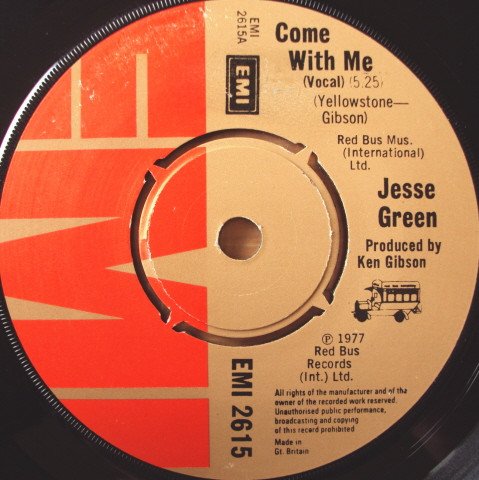 Come
With Me
(Vocal) (5.25)
(Yellowstone—
Gibson)
Red Bus Mus.
(International)
Ltd.
Jesse
Green
Produced by
Ken Gibson
℗ 1977
Red Bus
Records
(Int.) Ltd.
All rights of the manufacturer and of the
owner of the recorded work reserved.
Unauthorised public performance,
broadcasting and copying
of this record prohibited
Made in
Gt. Britain
EMI
2615A
EMI
EMI 2615
EMI